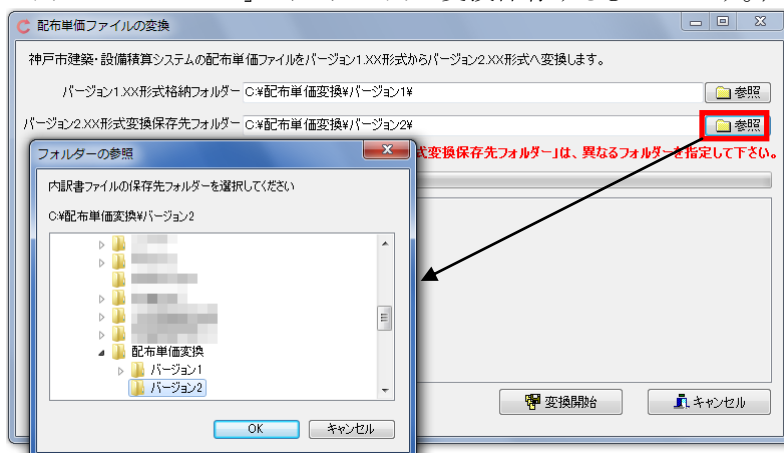 配布単価ファイルの変換
神戸市建築・設備積算システムの配布単価ファイルをバージョン1.XX形式からバージョン2.XX形式へ変換します。
バージョン1.XX形式格納フォルダー C:¥配布単価変換¥バージョン1¥ 参照
バージョン2.XX形式変換保存先フォルダー C:¥配布単価変換¥バージョン2¥ 参照
式変換保存先フォルダー」は、異なるフォルダーを指定して下さい。
フォルダーの参照
内訳書ファイルの保存先フォルダーを選択してください
C:¥配布単価変換¥バージョン2
配布単価変換
バージョン1
バージョン2
OK キャンセル
変換開始 キャンセル